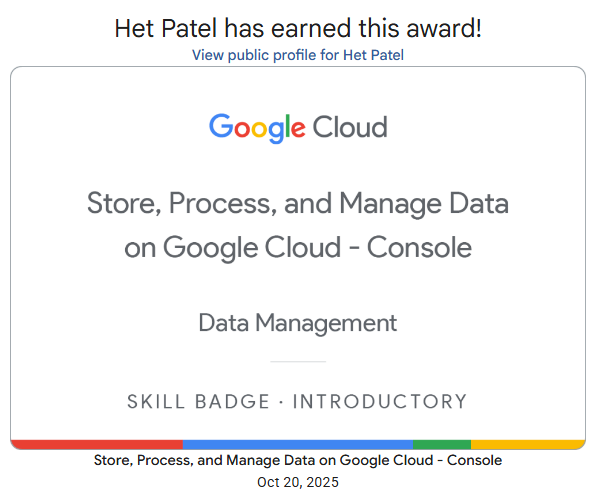 Het Patel has earned this award!
View public profile for Het Patel
Google Cloud
Store, Process, and Manage Data
on Google Cloud - Console
Data Management
SKILL BADGE · INTRODUCTORY
Store, Process, and Manage Data on Google Cloud - Console
Oct 20, 2025